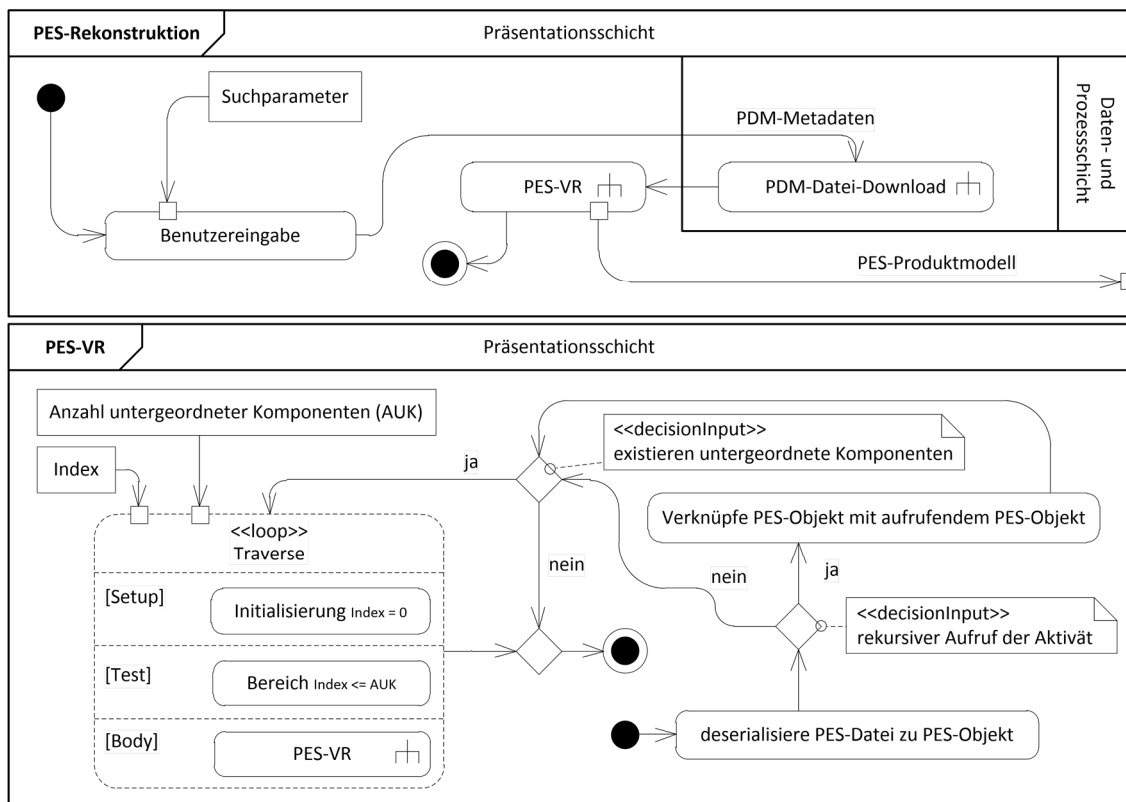 PES-Rekonstruktion
Präsentationsschicht
Suchparameter
PDM-Metadaten
Daten- und
Prozessschicht
PES-VR
PDM-Datei-Download
Benutzereingabe
PES-Produktmodell
PES-VR
Präsentationsschicht
Anzahl untergeordneter Komponenten (AUK)
<<decisionInput>>
existieren untergeordnete Komponenten
Index
ja
Verknüpfe PES-Objekt mit aufrufendem PES-Objekt
<<loop>>
Traverse
nein
nein
ja
[Setup]
Initialisierung Index = 0
<<decisionInput>>
rekursiver Aufruf der Aktivät
[Test]
Bereich Index <= AUK
[Body]
PES-VR
deserialisiere PES-Datei zu PES-Objekt